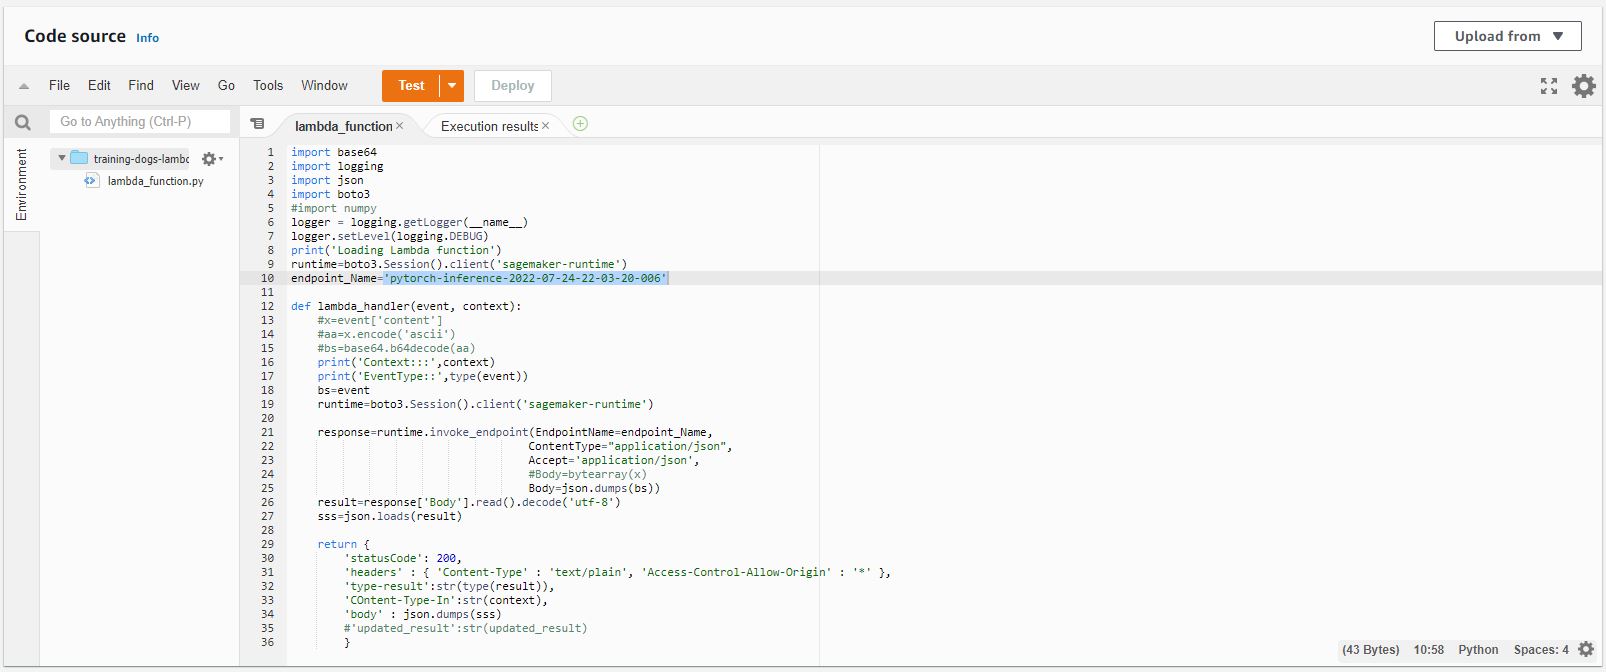 Code source Info
Upload from
File Edit Find View Go Tools Window Test Deploy
Go to Anything (Ctrl-P)
lambda_function × Execution results ×
Environment
training-dogs-lambc
lambda_function.py
1 import base64
2 import logging
3 import json
4 import boto3
5 #import numpy
6 logger = logging.getLogger(__name__)
7 logger.setLevel(logging.DEBUG)
8 print('Loading Lambda function')
9 runtime=boto3.Session().client('sagemaker-runtime')
10 endpoint_Name='pytorch-inference-2022-07-24-22-03-20-006'
11
12 def lambda_handler(event, context):
13 #x=event['content']
14 #aa=x.encode('ascii')
15 #bs=base64.b64decode(aa)
16 print('Context:::',context)
17 print('EventType::',type(event))
18 bs=event
19 runtime=boto3.Session().client('sagemaker-runtime')
20
21 response=runtime.invoke_endpoint(EndpointName=endpoint_Name,
22 ContentType="application/json",
23 Accept='application/json',
24 #Body=bytearray(x)
25 Body=json.dumps(bs))
26 result=response['Body'].read().decode('utf-8')
27 sss=json.loads(result)
28
29 return {
30 'statusCode': 200,
31 'headers' : { 'Content-Type' : 'text/plain', 'Access-Control-Allow-Origin' : '*' },
32 'type-result':str(type(result)),
33 'COntent-Type-In':str(context),
34 'body' : json.dumps(sss)
35 #'updated_result':str(updated_result)
36 }
(43 Bytes) 10:58 Python Spaces: 4